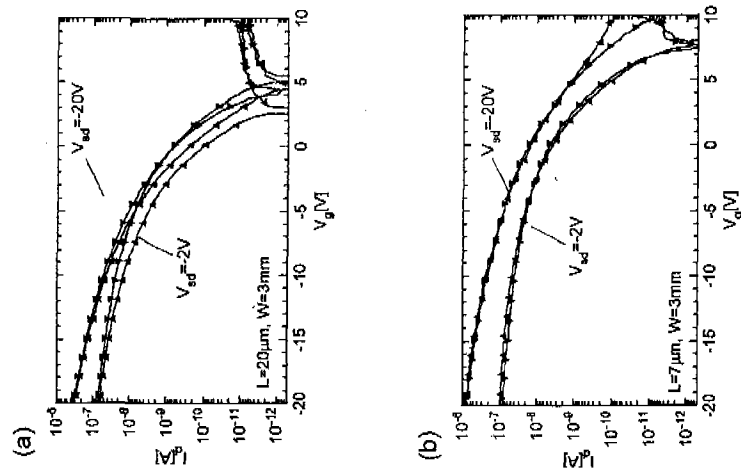 (a)
10⁻⁵
10⁻⁷
10⁻⁸
10⁻⁹
10⁻¹⁰
10⁻¹¹
10⁻¹²
I_d[A]
V_sd=-20V
V_sd=-2V
L=20μm, W=3mm
-20 -15 -10 -5 0 5 10
V_g[V]
(b)
10⁻⁵
10⁻⁶
10⁻⁷
10⁻⁸
10⁻⁹
10⁻¹⁰
10⁻¹¹
10⁻¹²
I_d[A]
V_sd=-20V
V_sd=-2V
L=7μm, W=3mm
-20 -15 -10 -5 0 5 10
V_g[V]